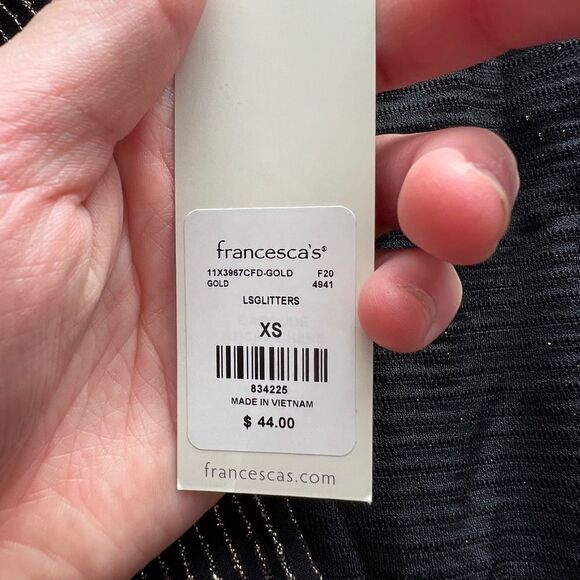 francesca's®
11X3967CFD-GOLD F20
GOLD 4941
LSGLITTERS
XS
834225
MADE IN VIETNAM
$ 44.00
francescas.com